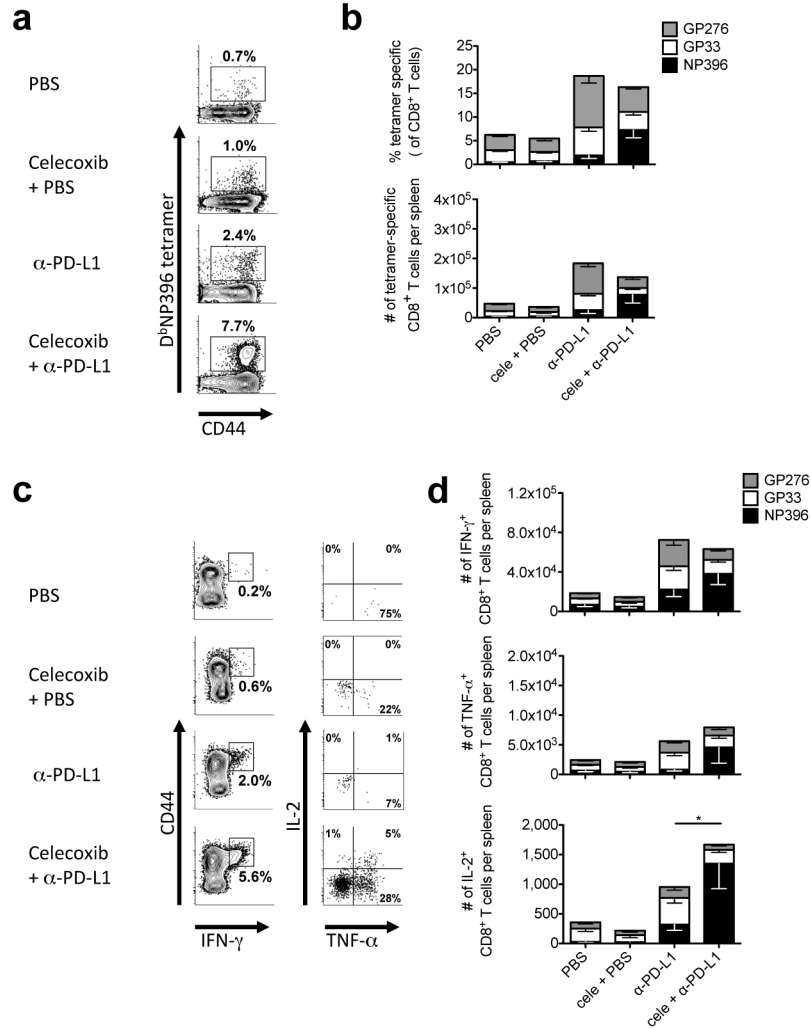 a
PBS
Celecoxib
+ PBS
α-PD-L1
Celecoxib
+ α-PD-L1
DᵇNP396 tetramer
0.7%
1.0%
2.4%
7.7%
CD44
b
GP276
GP33
NP396
% tetramer specific
( of CD8⁺ T cells)
25
20
15
10
5
0
# of tetramer-specific
CD8⁺ T cells per spleen
4x10⁵
3x10⁵
2x10⁵
1x10⁵
0
PBS
cele + PBS
α-PD-L1
cele + α-PD-L1
c
PBS
Celecoxib
+ PBS
α-PD-L1
Celecoxib
+ α-PD-L1
CD44
0.2%
0.6%
2.0%
5.6%
IFN-γ
IL-2
0% 0%
75%
0% 0%
22%
0% 1%
7%
1% 5%
28%
TNF-α
d
GP276
GP33
NP396
# of IFN-γ⁺
CD8⁺ T cells per spleen
1.2x10⁵
8.0x10⁴
4.0x10⁴
0
# of TNF-α⁺
CD8⁺ T cells per spleen
2.0x10⁴
1.5x10⁴
1.0x10⁴
5.0x10³
0
# of IL-2⁺
CD8⁺ T cells per spleen
2,000
1,500
1,000
500
0
*
PBS
cele + PBS
α-PD-L1
cele + α-PD-L1